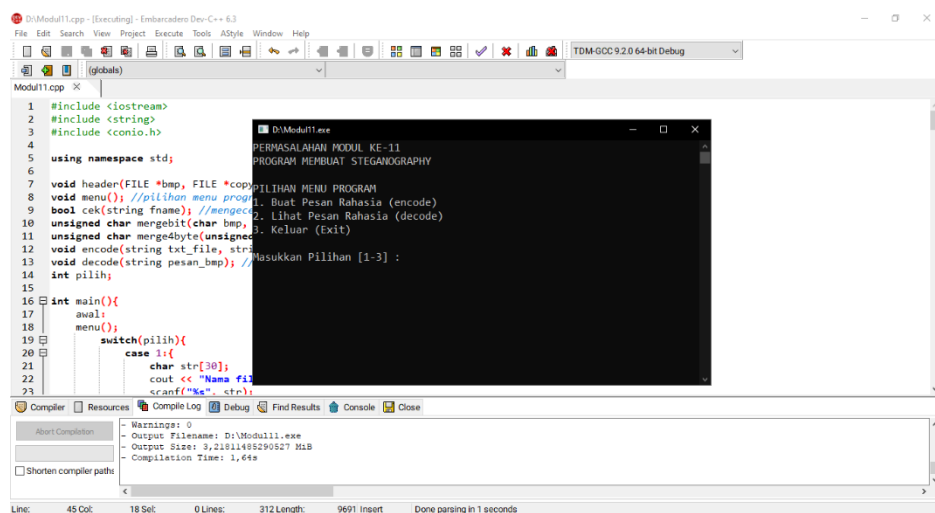 D:\Modul11.cpp - [Executing] - Embarcadero Dev-C++ 6.3
File Edit Search View Project Execute Tools AStyle Window Help
TDM-GCC 9.2.0 64-bit Debug
(globals)
Modul11.cpp
1 #include <iostream>
2 #include <string>
3 #include <conio.h>
4
5 using namespace std;
6
7 void header(FILE *bmp, FILE *copy
8 void menu(); //pilihan menu progr
9 bool cek(string fname); //mengece
10 unsigned char mergebit(char bmp,
11 unsigned char merge4byte(unsigned
12 void encode(string txt_file, stri
13 void decode(string pesan_bmp); //
14 int pilih;
15
16 int main(){
17 awal:
18 menu();
19 switch(pilih){
20 case 1:{
21 char str[30];
22 cout << "Nama fil
23 scanf("%s", str);
D:\Modul11.exe
PERMASALAHAN MODUL KE-11
PROGRAM MEMBUAT STEGANOGRAPHY
PILIHAN MENU PROGRAM
1. Buat Pesan Rahasia (encode)
2. Lihat Pesan Rahasia (decode)
3. Keluar (Exit)
Masukkan Pilihan [1-3] :
Compiler Resources Compile Log Debug Find Results Console Close
Abort Compilation
Shorten compiler paths
- Warnings: 0
- Output Filename: D:\Modul11.exe
- Output Size: 3,21811485290527 MiB
- Compilation Time: 1,64s
Line: 45 Col: 18 Sel: 0 Lines: 312 Length: 9691 Insert Done parsing in 1 seconds